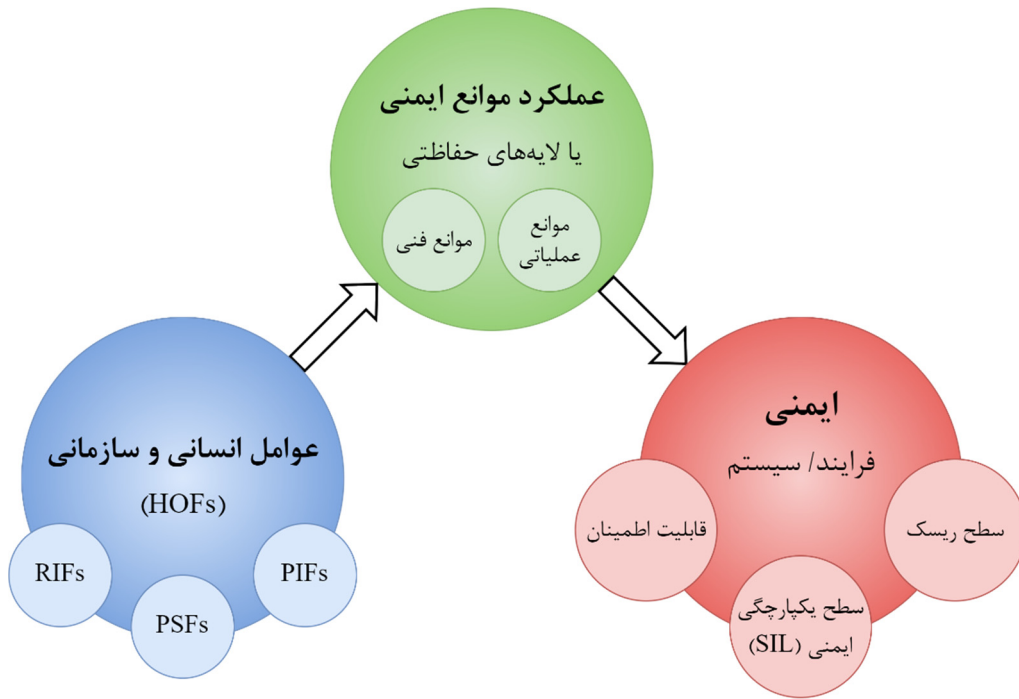 عملکرد موانع ایمنی
یا لایه‌های حفاظتی
موانع
عملیاتی
موانع فنی
عوامل انسانی و سازمانی
(HOFs)
RIFs
PSFs
PIFs
ایمنی
فرایند/ سیستم
قابلیت اطمینان
سطح یکپارچگی
ایمنی (SIL)
سطح ریسک